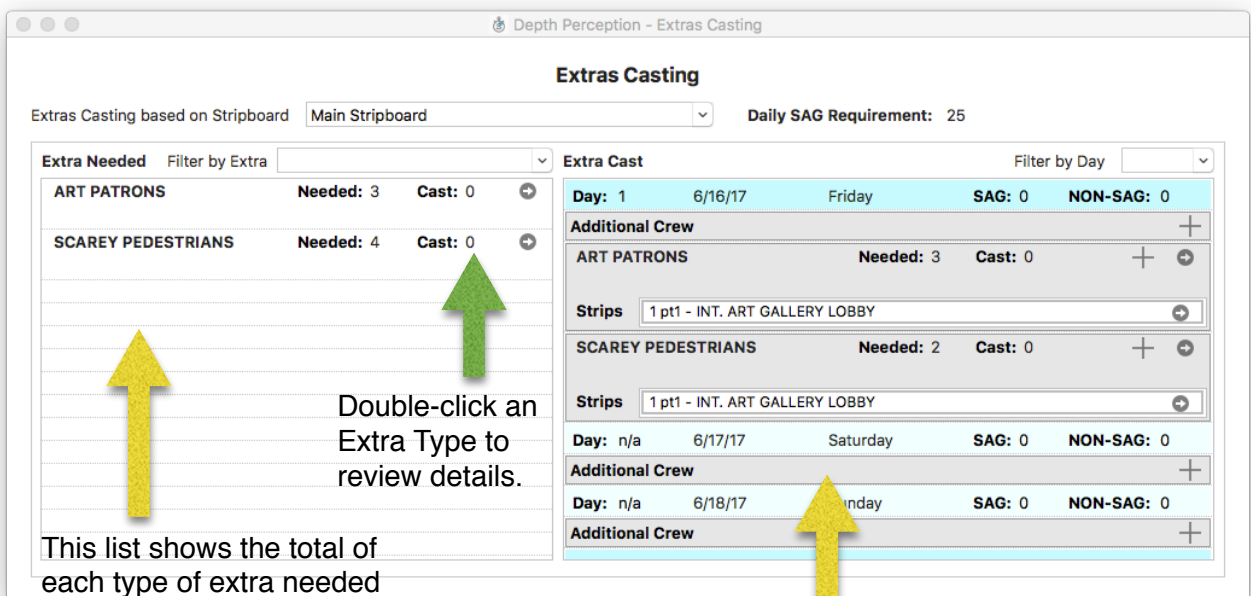 Depth Perception - Extras Casting
Extras Casting
Extras Casting based on Stripboard Main Stripboard Daily SAG Requirement: 25
Extra Needed Filter by Extra
ART PATRONS Needed: 3 Cast: 0
SCAREY PEDESTRIANS Needed: 4 Cast: 0
Double-click an
Extra Type to
review details.
This list shows the total of
each type of extra needed
Extra Cast Filter by Day
Day: 1 6/16/17 Friday SAG: 0 NON-SAG: 0
Additional Crew
ART PATRONS Needed: 3 Cast: 0
Strips 1 pt1 - INT. ART GALLERY LOBBY
SCAREY PEDESTRIANS Needed: 2 Cast: 0
Strips 1 pt1 - INT. ART GALLERY LOBBY
Day: n/a 6/17/17 Saturday SAG: 0 NON-SAG: 0
Additional Crew
Day: n/a 6/18/17 SAG: 0 NON-SAG: 0
Additional Crew